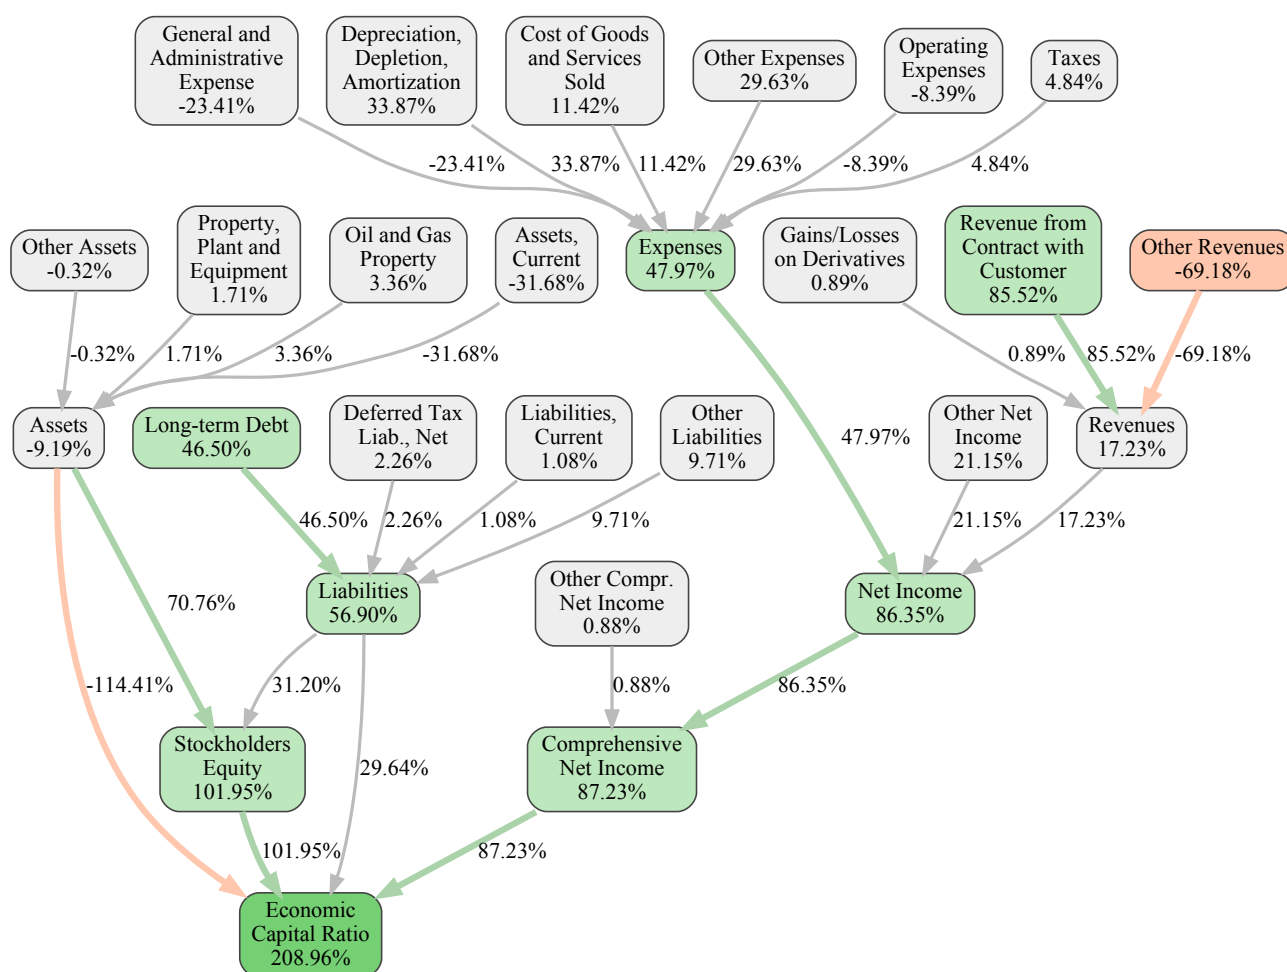 General and
Administrative
Expense
-23.41%
Depreciation,
Depletion,
Amortization
33.87%
Cost of Goods
and Services
Sold
11.42%
Other Expenses
29.63%
Operating
Expenses
-8.39%
Taxes
4.84%
-23.41%
33.87%
11.42%
29.63%
-8.39%
4.84%
Other Assets
-0.32%
Property,
Plant and
Equipment
1.71%
Oil and Gas
Property
3.36%
Assets,
Current
-31.68%
Expenses
47.97%
Gains/Losses
on Derivatives
0.89%
Revenue from
Contract with
Customer
85.52%
Other Revenues
-69.18%
-0.32%
1.71%
3.36%
-31.68%
0.89%
85.52%
-69.18%
Assets
-9.19%
Long-term Debt
46.50%
Deferred Tax
Liab., Net
2.26%
Liabilities,
Current
1.08%
Other
Liabilities
9.71%
47.97%
Other Net
Income
21.15%
Revenues
17.23%
46.50%
2.26%
1.08%
9.71%
21.15%
17.23%
70.76%
Liabilities
56.90%
Other Compr.
Net Income
0.88%
Net Income
86.35%
-114.41%
31.20%
0.88%
86.35%
Stockholders
Equity
101.95%
29.64%
Comprehensive
Net Income
87.23%
101.95%
87.23%
Economic
Capital Ratio
208.96%